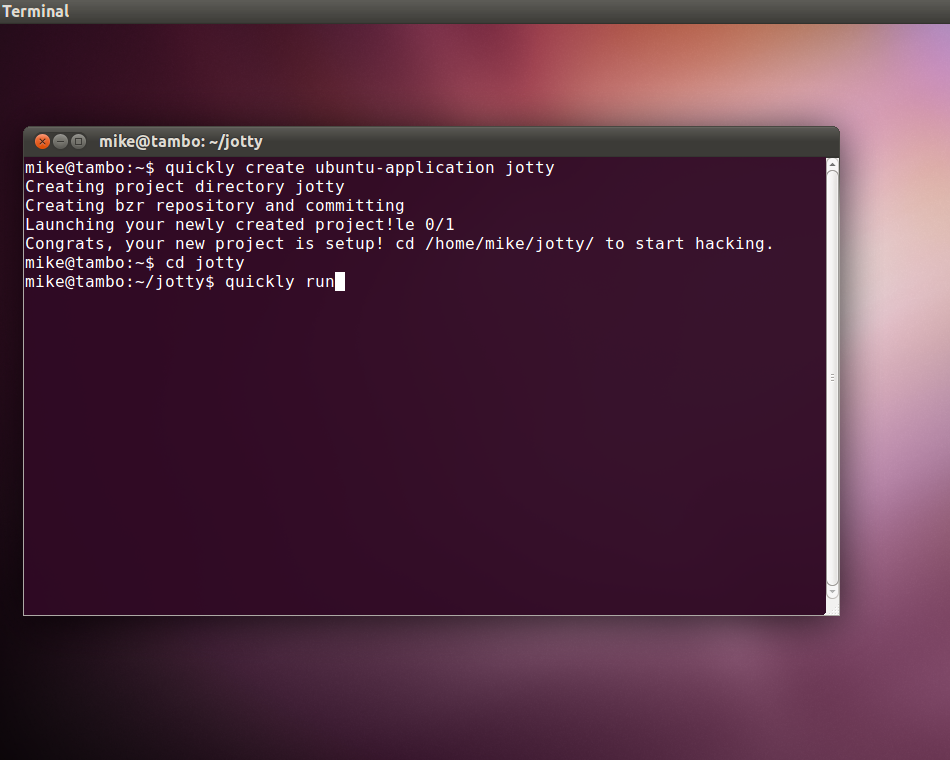 Terminal
mike@tambo: ~/jotty
mike@tambo:~$ quickly create ubuntu-application jotty
Creating project directory jotty
Creating bzr repository and committing
Launching your newly created project!le 0/1
Congrats, your new project is setup! cd /home/mike/jotty/ to start hacking.
mike@tambo:~$ cd jotty
mike@tambo:~/jotty$ quickly run